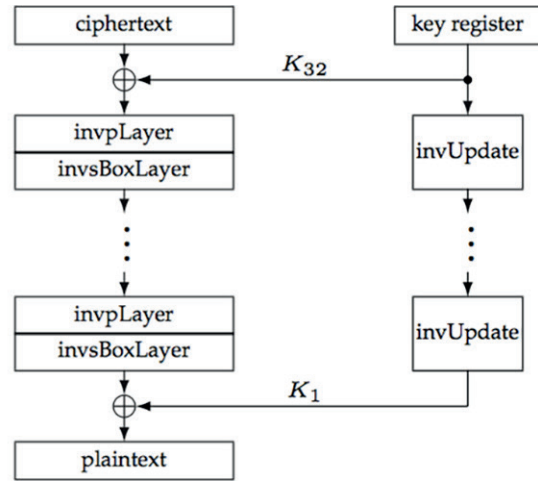 ciphertext
key register
K32
invpLayer
invsBoxLayer
invUpdate
invpLayer
invsBoxLayer
invUpdate
K1
plaintext